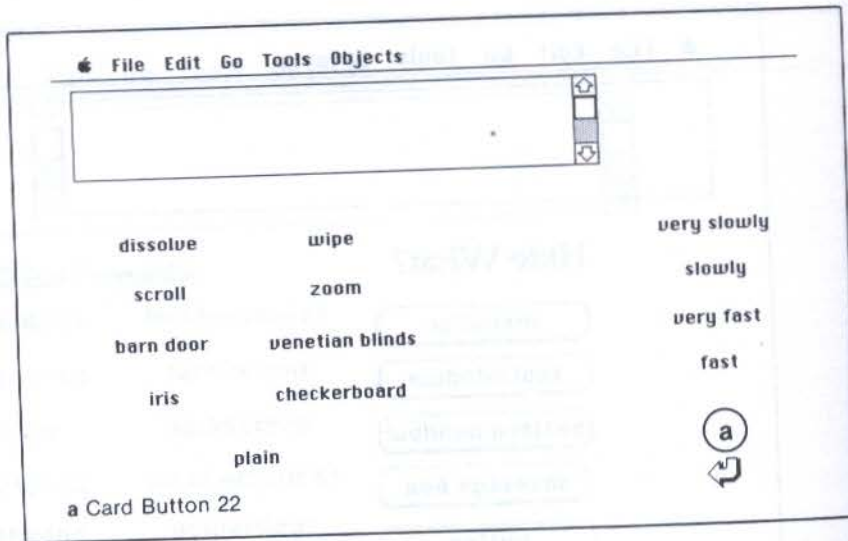 File Edit Go Tools Objects
dissolve wipe very slowly
scroll zoom slowly
barn door venetian blinds very fast
iris checkerboard fast
plain
a
a Card Button 22